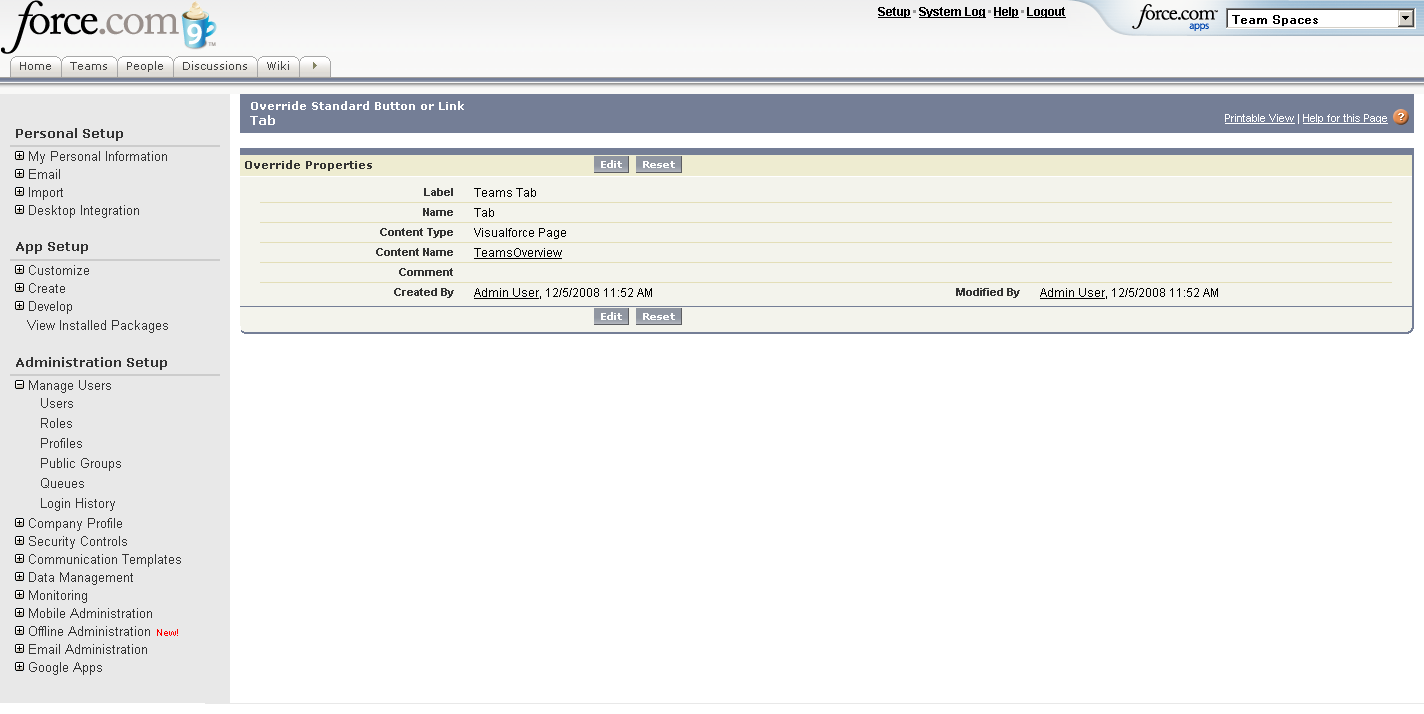 force.com 9 ™
Setup · System Log · Help · Logout
force.com apps
Team Spaces
Home Teams People Discussions Wiki
Personal Setup
My Personal Information
Email
Import
Desktop Integration
App Setup
Customize
Create
Develop
View Installed Packages
Administration Setup
Manage Users
Users
Roles
Profiles
Public Groups
Queues
Login History
Company Profile
Security Controls
Communication Templates
Data Management
Monitoring
Mobile Administration
Offline Administration New!
Email Administration
Google Apps
Override Standard Button or Link
Tab
Printable View | Help for this Page ?
Override Properties Edit Reset
Label Teams Tab
Name Tab
Content Type Visualforce Page
Content Name TeamsOverview
Comment
Created By Admin User, 12/5/2008 11:52 AM Modified By Admin User, 12/5/2008 11:52 AM
Edit Reset